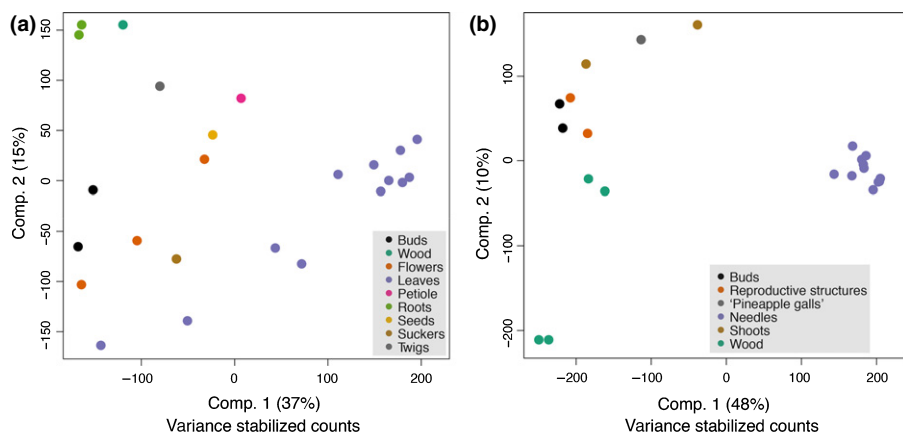 (a)
150
100
50
0
−50
−100
−150
Comp. 2 (15%)
−100
0
100
200
Comp. 1 (37%)
Variance stabilized counts
Buds
Wood
Flowers
Leaves
Petiole
Roots
Seeds
Suckers
Twigs
(b)
100
0
−100
−200
Comp. 2 (10%)
−200
−100
0
100
200
Comp. 1 (48%)
Variance stabilized counts
Buds
Reproductive structures
'Pineapple galls'
Needles
Shoots
Wood